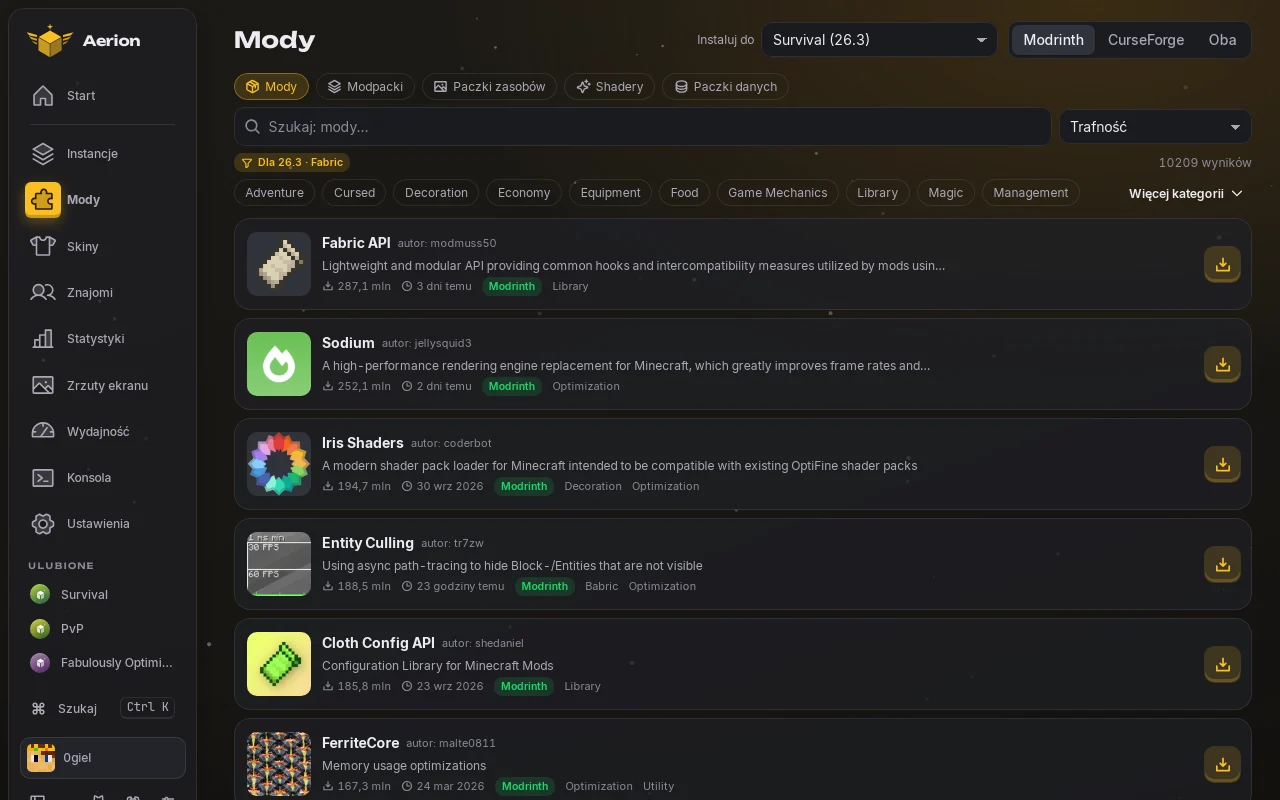 Aerion
Start
Instancje
Mody
Skiny
Znajomi
Statystyki
Zrzuty ekranu
Wydajność
Konsola
Ustawienia
ULUBIONE
Survival
PvP
Fabulously Optimi...
Szukaj Ctrl K
0giel
Mody
Instaluj do Survival (26.3) Modrinth CurseForge Oba
Mody Modpacki Paczki zasobów Shadery Paczki danych
Szukaj: mody... Trafność
Dla 26.3 · Fabric 10209 wyników
Adventure Cursed Decoration Economy Equipment Food Game Mechanics Library Magic Management Więcej kategorii
Fabric API autor: modmuss50
Lightweight and modular API providing common hooks and intercompatibility measures utilized by mods usin...
287,1 mln 3 dni temu Modrinth Library
Sodium autor: jellysquid3
A high-performance rendering engine replacement for Minecraft, which greatly improves frame rates and...
252,1 mln 2 dni temu Modrinth Optimization
Iris Shaders autor: coderbot
A modern shader pack loader for Minecraft intended to be compatible with existing OptiFine shader packs
194,7 mln 30 wrz 2026 Modrinth Decoration Optimization
1 ns min
30 FPS
60 FPS
Entity Culling autor: tr7zw
Using async path-tracing to hide Block-/Entities that are not visible
188,5 mln 23 godziny temu Modrinth Babric Optimization
Cloth Config API autor: shedaniel
Configuration Library for Minecraft Mods
185,8 mln 23 wrz 2026 Modrinth Library
FerriteCore autor: malte0811
Memory usage optimizations
167,3 mln 24 mar 2026 Modrinth Optimization Utility